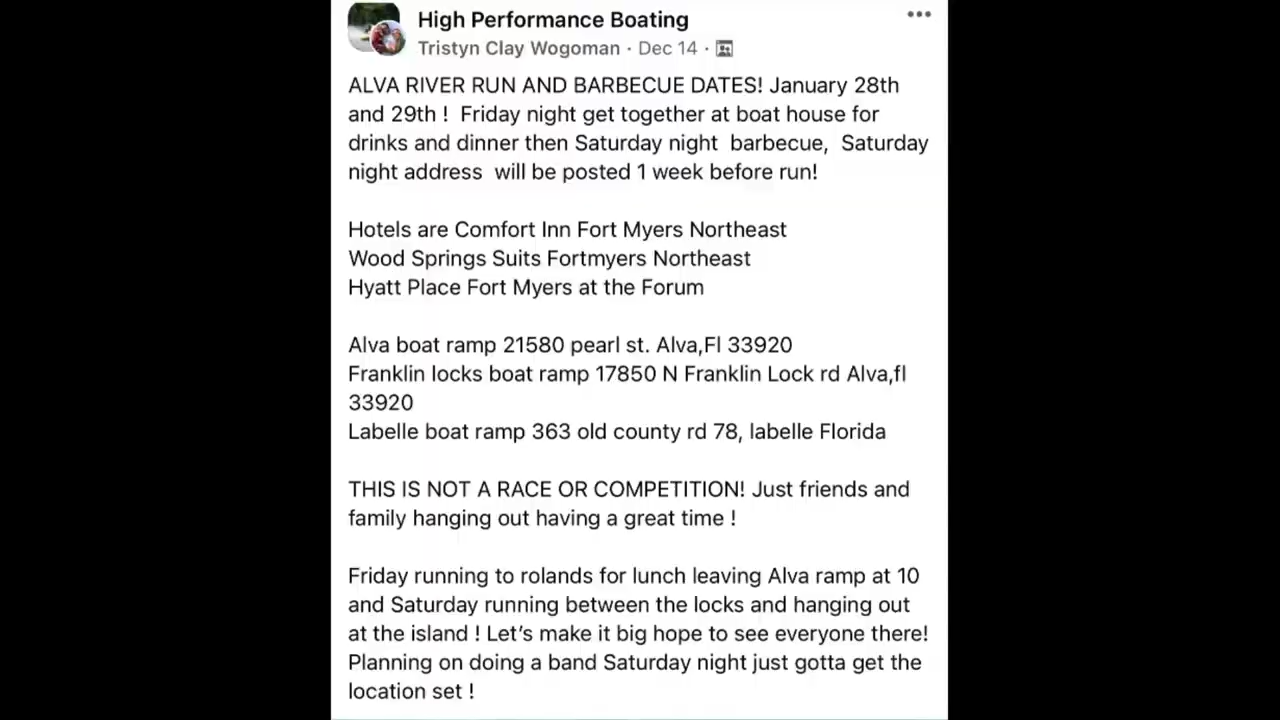 High Performance Boating
Tristyn Clay Wogoman · Dec 14 ·
ALVA RIVER RUN AND BARBECUE DATES! January 28th
and 29th ! Friday night get together at boat house for
drinks and dinner then Saturday night barbecue, Saturday
night address will be posted 1 week before run!
Hotels are Comfort Inn Fort Myers Northeast
Wood Springs Suits Fortmyers Northeast
Hyatt Place Fort Myers at the Forum
Alva boat ramp 21580 pearl st. Alva,Fl 33920
Franklin locks boat ramp 17850 N Franklin Lock rd Alva,fl
33920
Labelle boat ramp 363 old county rd 78, labelle Florida
THIS IS NOT A RACE OR COMPETITION! Just friends and
family hanging out having a great time !
Friday running to rolands for lunch leaving Alva ramp at 10
and Saturday running between the locks and hanging out
at the island ! Let's make it big hope to see everyone there!
Planning on doing a band Saturday night just gotta get the
location set !